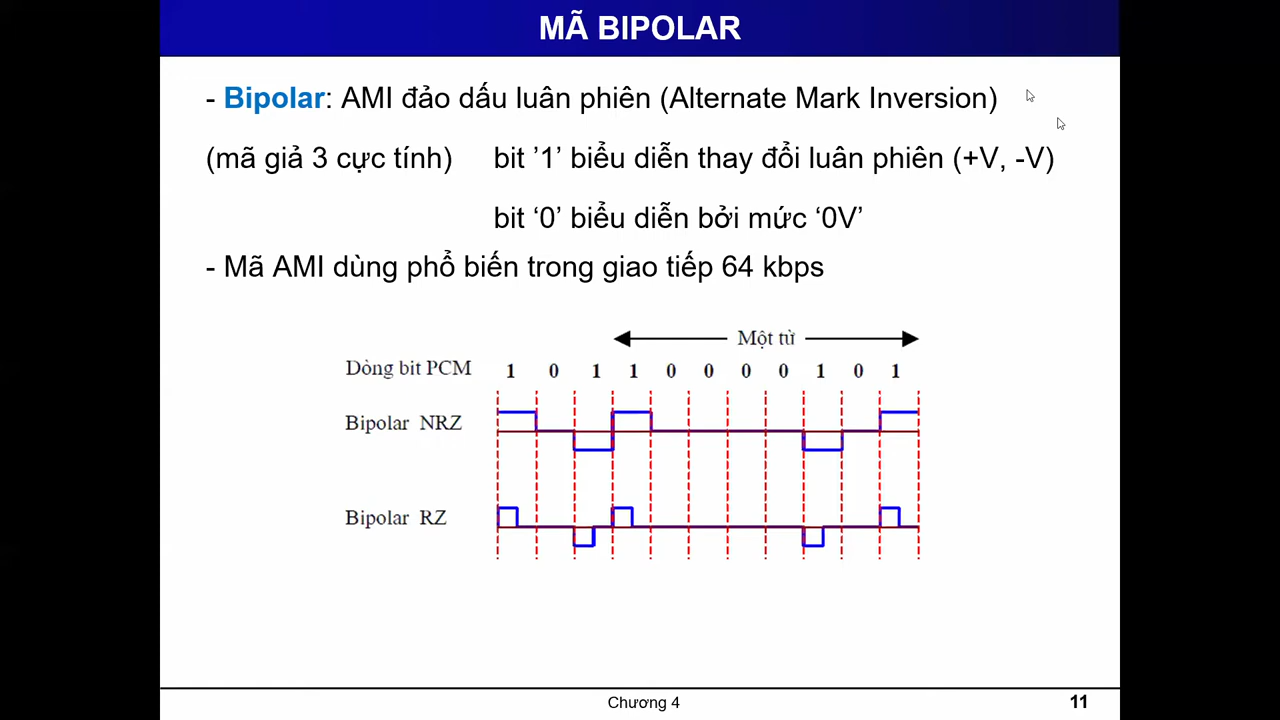 MÃ BIPOLAR
- Bipolar: AMI đảo dấu luân phiên (Alternate Mark Inversion)
(mã giả 3 cực tính) bit ’1’ biểu diễn thay đổi luân phiên (+V, -V)
bit ‘0’ biểu diễn bởi mức ‘0V’
- Mã AMI dùng phổ biến trong giao tiếp 64 kbps
Một từ
Dòng bit PCM 1 0 1 1 0 0 0 0 1 0 1
Bipolar NRZ
Bipolar RZ
Chương 4 11